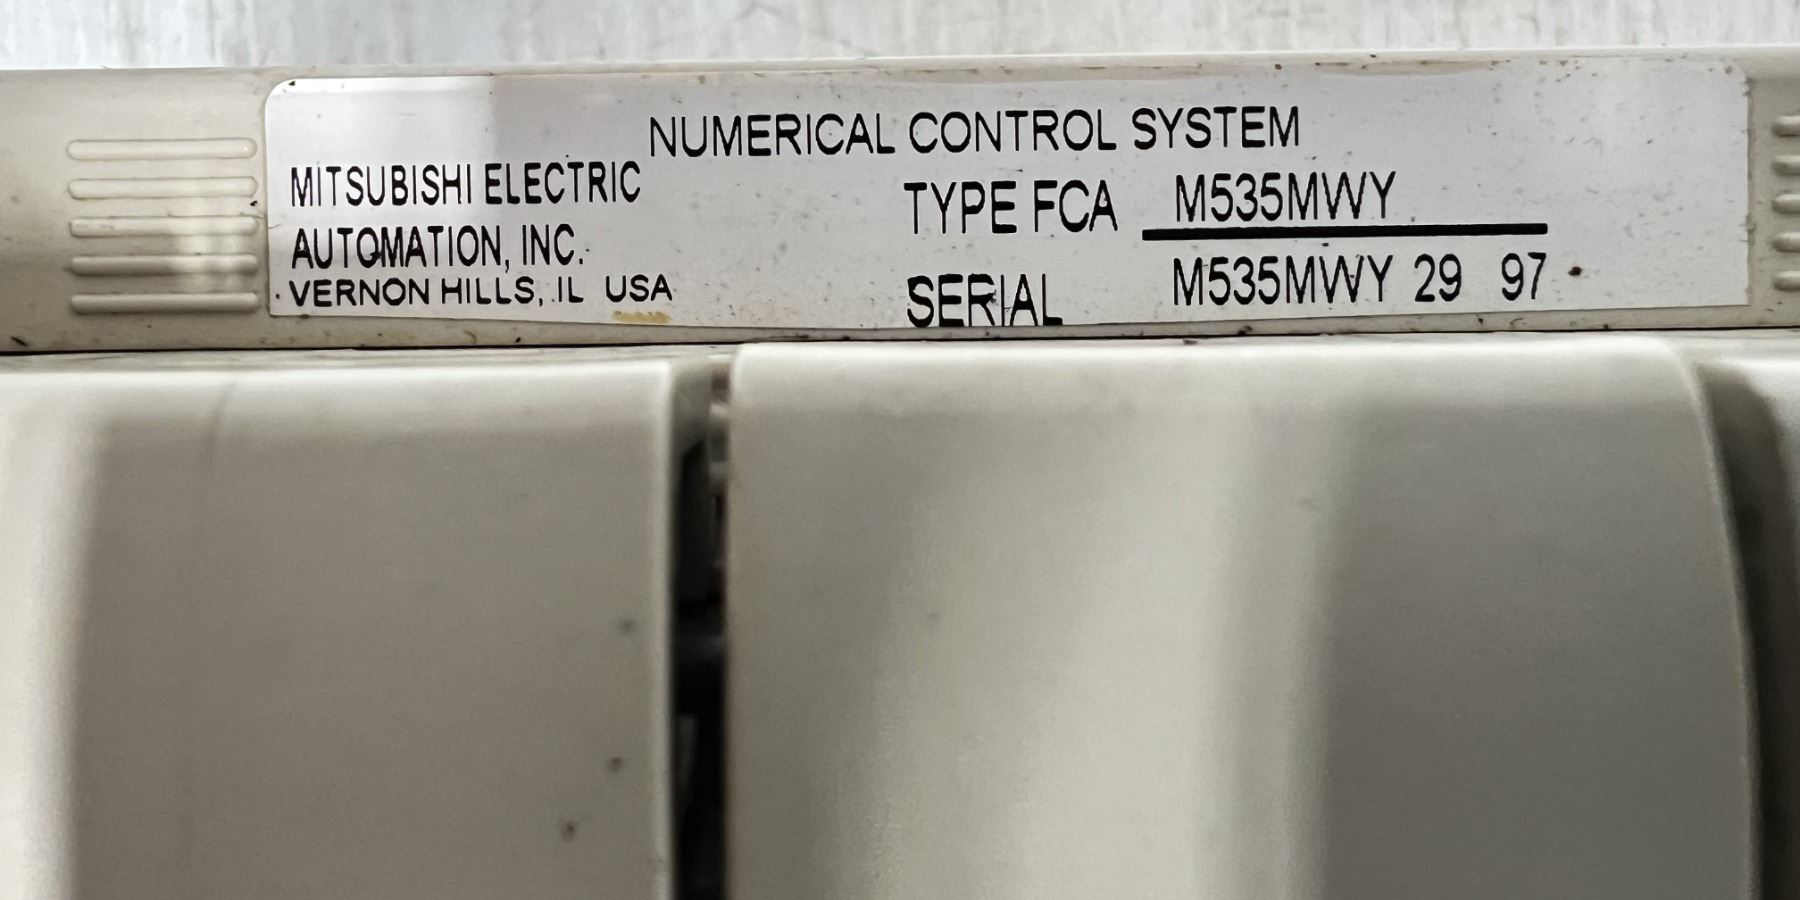 NUMERICAL CONTROL SYSTEM
MITSUBISHI ELECTRIC
AUTOMATION, INC.
VERNON HILLS, IL USA
TYPE FCA M535MWY
SERIAL M535MWY 29 97